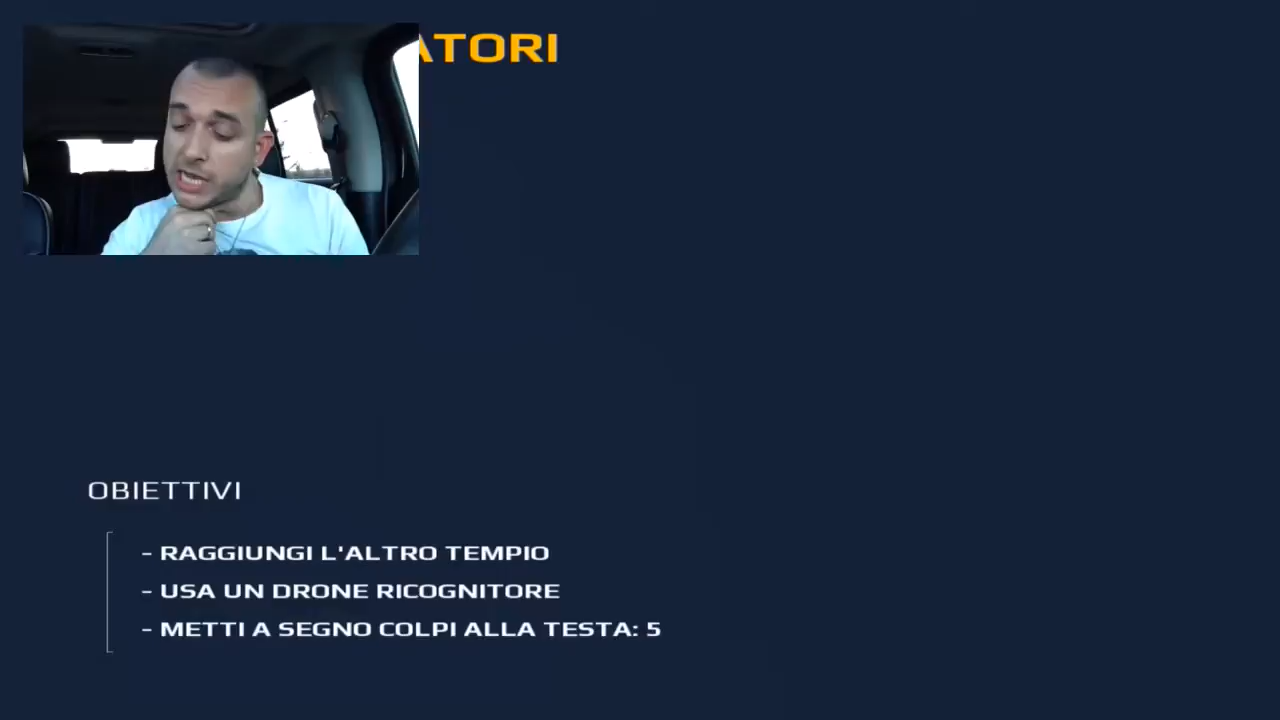 ATORI
OBIETTIVI
- RAGGIUNGI L'ALTRO TEMPIO
- USA UN DRONE RICOGNITORE
- METTI A SEGNO COLPI ALLA TESTA: 5